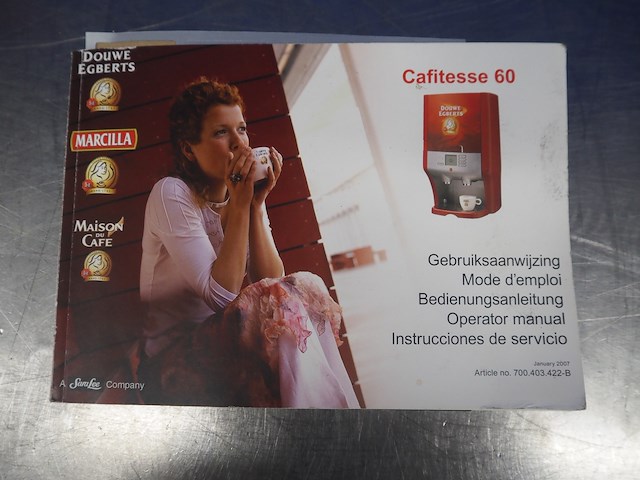 DOUWE
EGBERTS
MARCILLA
MAISON
DU
CAFÉ
A Sara Lee Company
Cafitesse 60
DOUWE
EGBERTS
Gebruiksaanwijzing
Mode d'emploi
Bedienungsanleitung
Operator manual
Instrucciones de servicio
January 2007
Article no. 700.403.422-B